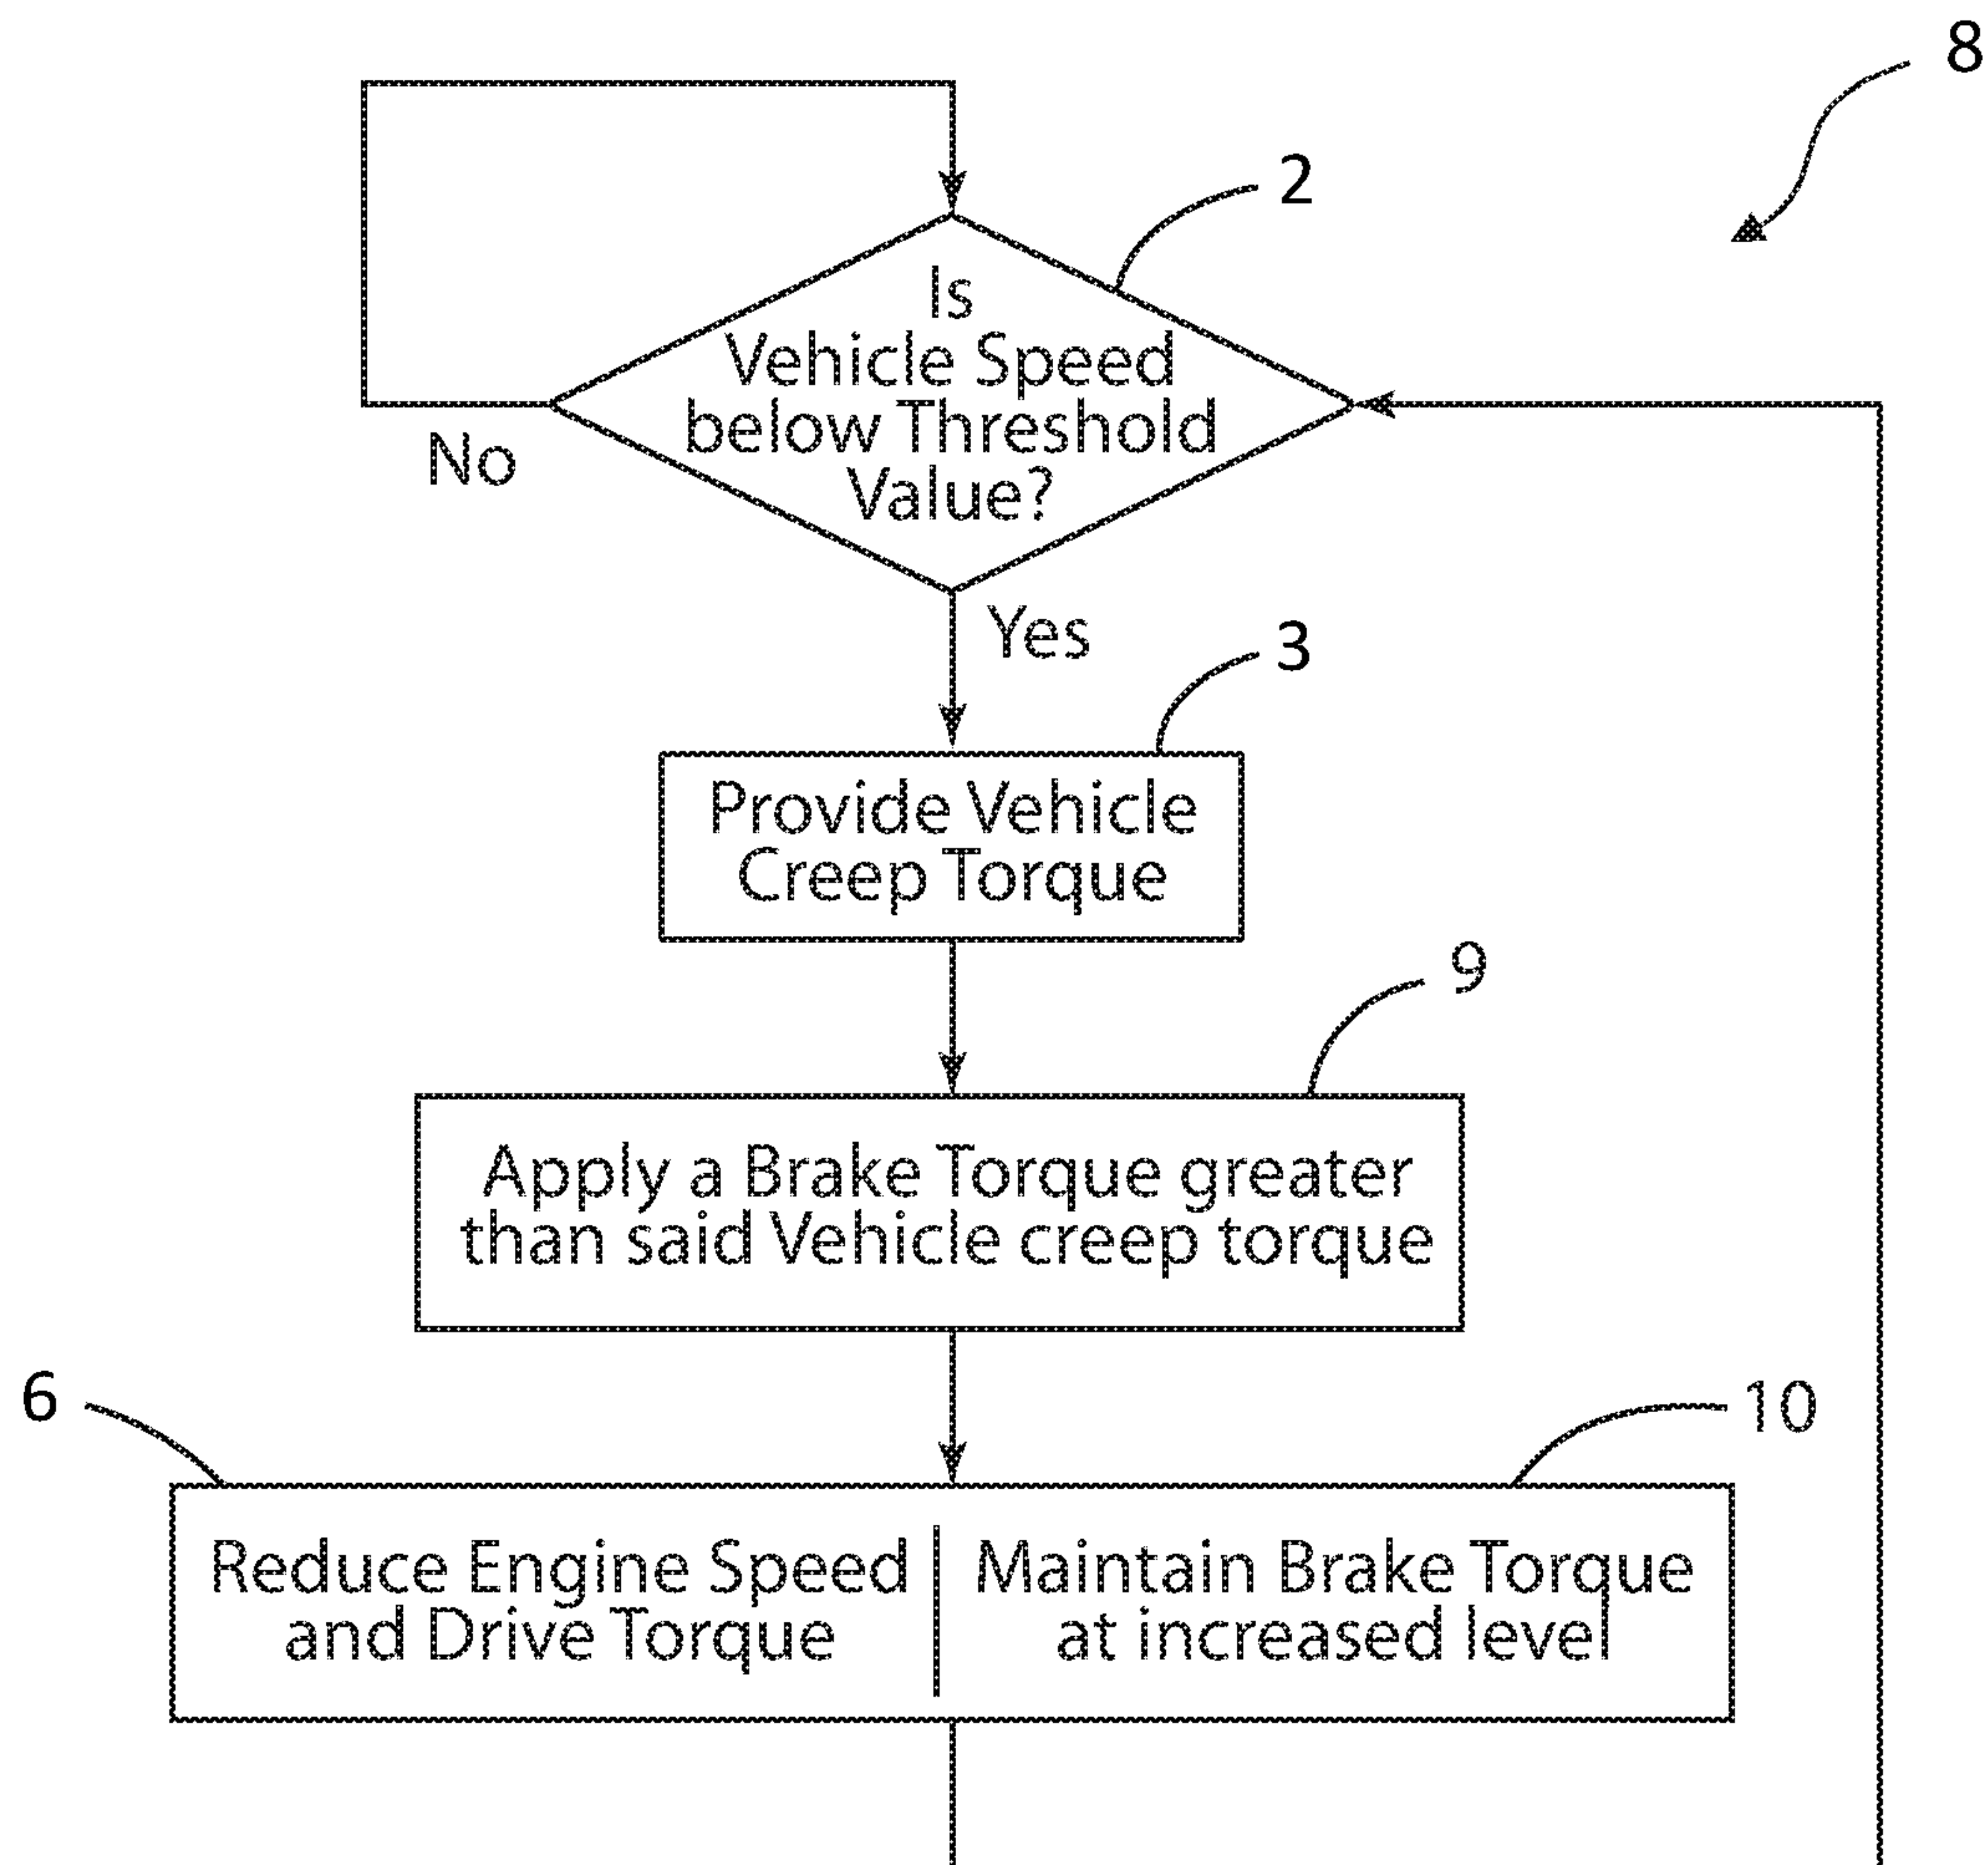 8
2
Is
Vehicle Speed
below Threshold
Value?
No
Yes
3
Provide Vehicle
Creep Torque
9
Apply a Brake Torque greater
than said Vehicle creep torque
6
10
Reduce Engine Speed
and Drive Torque
Maintain Brake Torque
at increased level